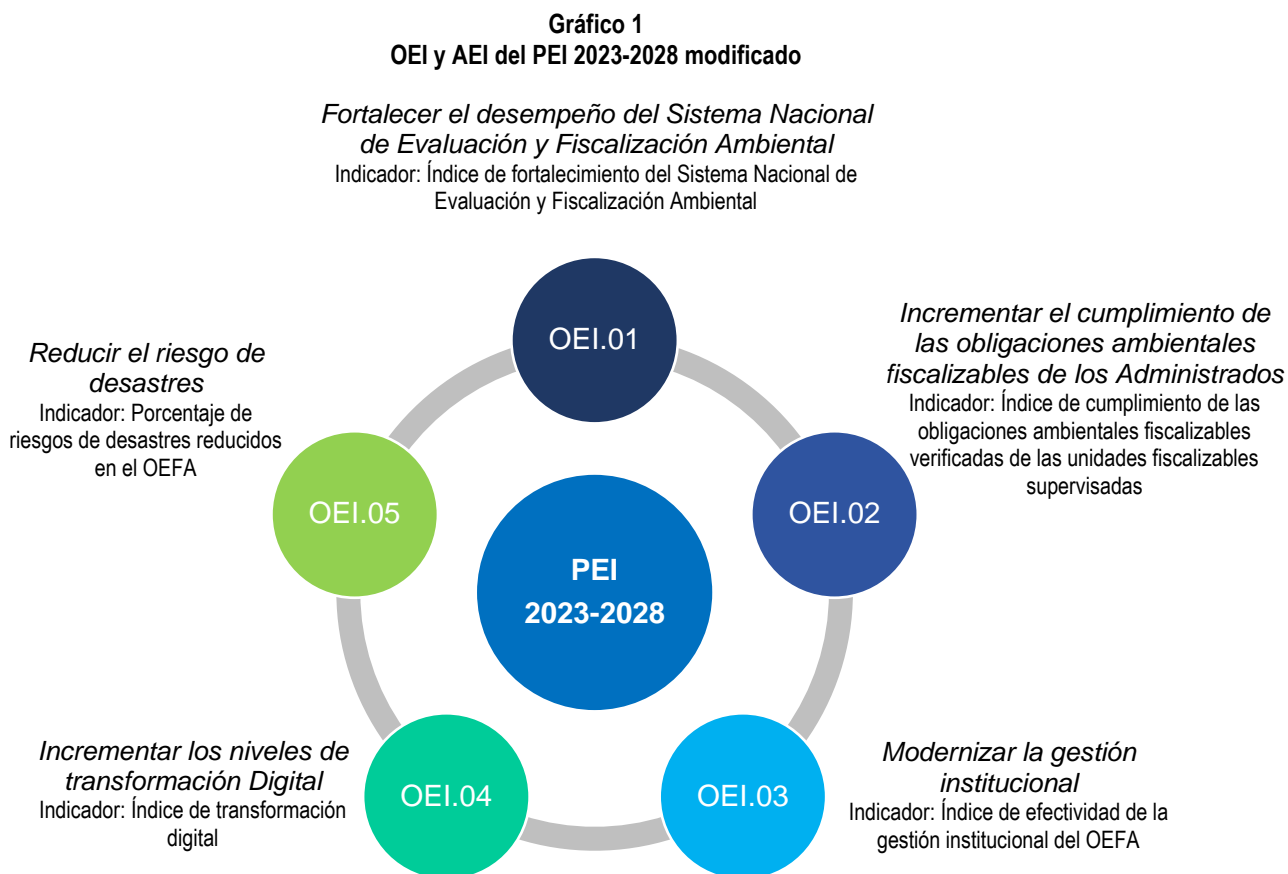 Gráfico 1
OEI y AEI del PEI 2023-2028 modificado
Fortalecer el desempeño del Sistema Nacional
de Evaluación y Fiscalización Ambiental
Indicador: Índice de fortalecimiento del Sistema Nacional de
Evaluación y Fiscalización Ambiental
OEI.01
Incrementar el cumplimiento de
las obligaciones ambientales
fiscalizables de los Administrados
Indicador: Índice de cumplimiento de las
obligaciones ambientales fiscalizables
verificadas de las unidades fiscalizables
supervisadas
OEI.02
Modernizar la gestión
institucional
Indicador: Índice de efectividad de la
gestión institucional del OEFA
OEI.03
Incrementar los niveles de
transformación Digital
Indicador: Índice de transformación
digital
OEI.04
Reducir el riesgo de
desastres
Indicador: Porcentaje de
riesgos de desastres reducidos
en el OEFA
OEI.05
PEI
2023-2028